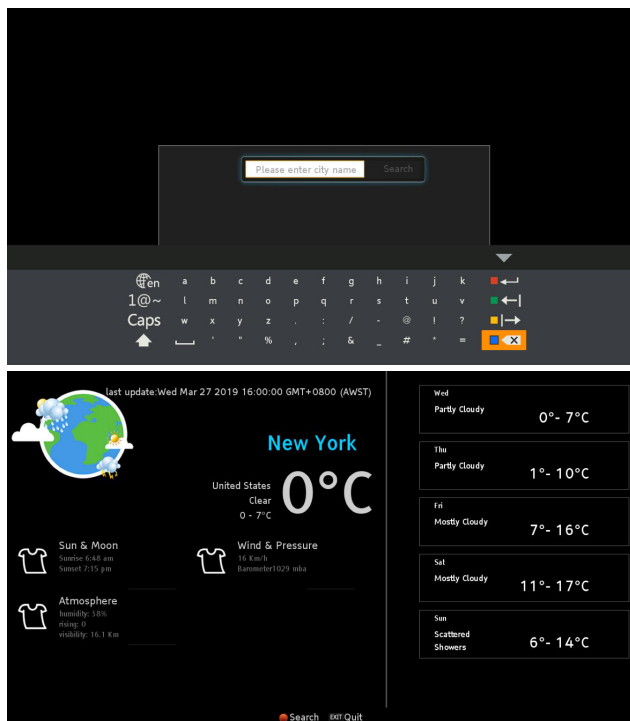 Please enter city name Search
en a b c d e f g h i j k
1@~ l m n o p q r s t u v
Caps w x y z . : / - @ ! ?
' " % , ; & _ # * =
last update:Wed Mar 27 2019 16:00:00 GMT+0800 (AWST)
New York
United States
Clear
0 - 7°C
0°C
Sun & Moon
Sunrise 6:48 am
Sunset 7:15 pm
Wind & Pressure
16 Km/h
Barometer1029 mba
Atmosphere
humidity: 38%
rising: 0
visibility: 16.1 Km
Wed
Partly Cloudy
0°- 7°C
Thu
Partly Cloudy
1°- 10°C
Fri
Mostly Cloudy
7°- 16°C
Sat
Mostly Cloudy
11°- 17°C
Sun
Scattered
Showers
6°- 14°C
Search EXIT Quit